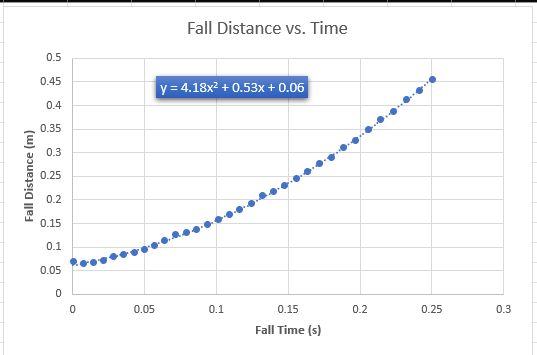 Fall Distance vs. Time
0.5
0.45
0.4
0.35
0.3
0.25
0.2
0.15
0.1
0.05
0
y = 4.18x² + 0.53x + 0.06
Fall Distance (m)
0 0.05 0.1 0.15 0.2 0.25 0.3
Fall Time (s)